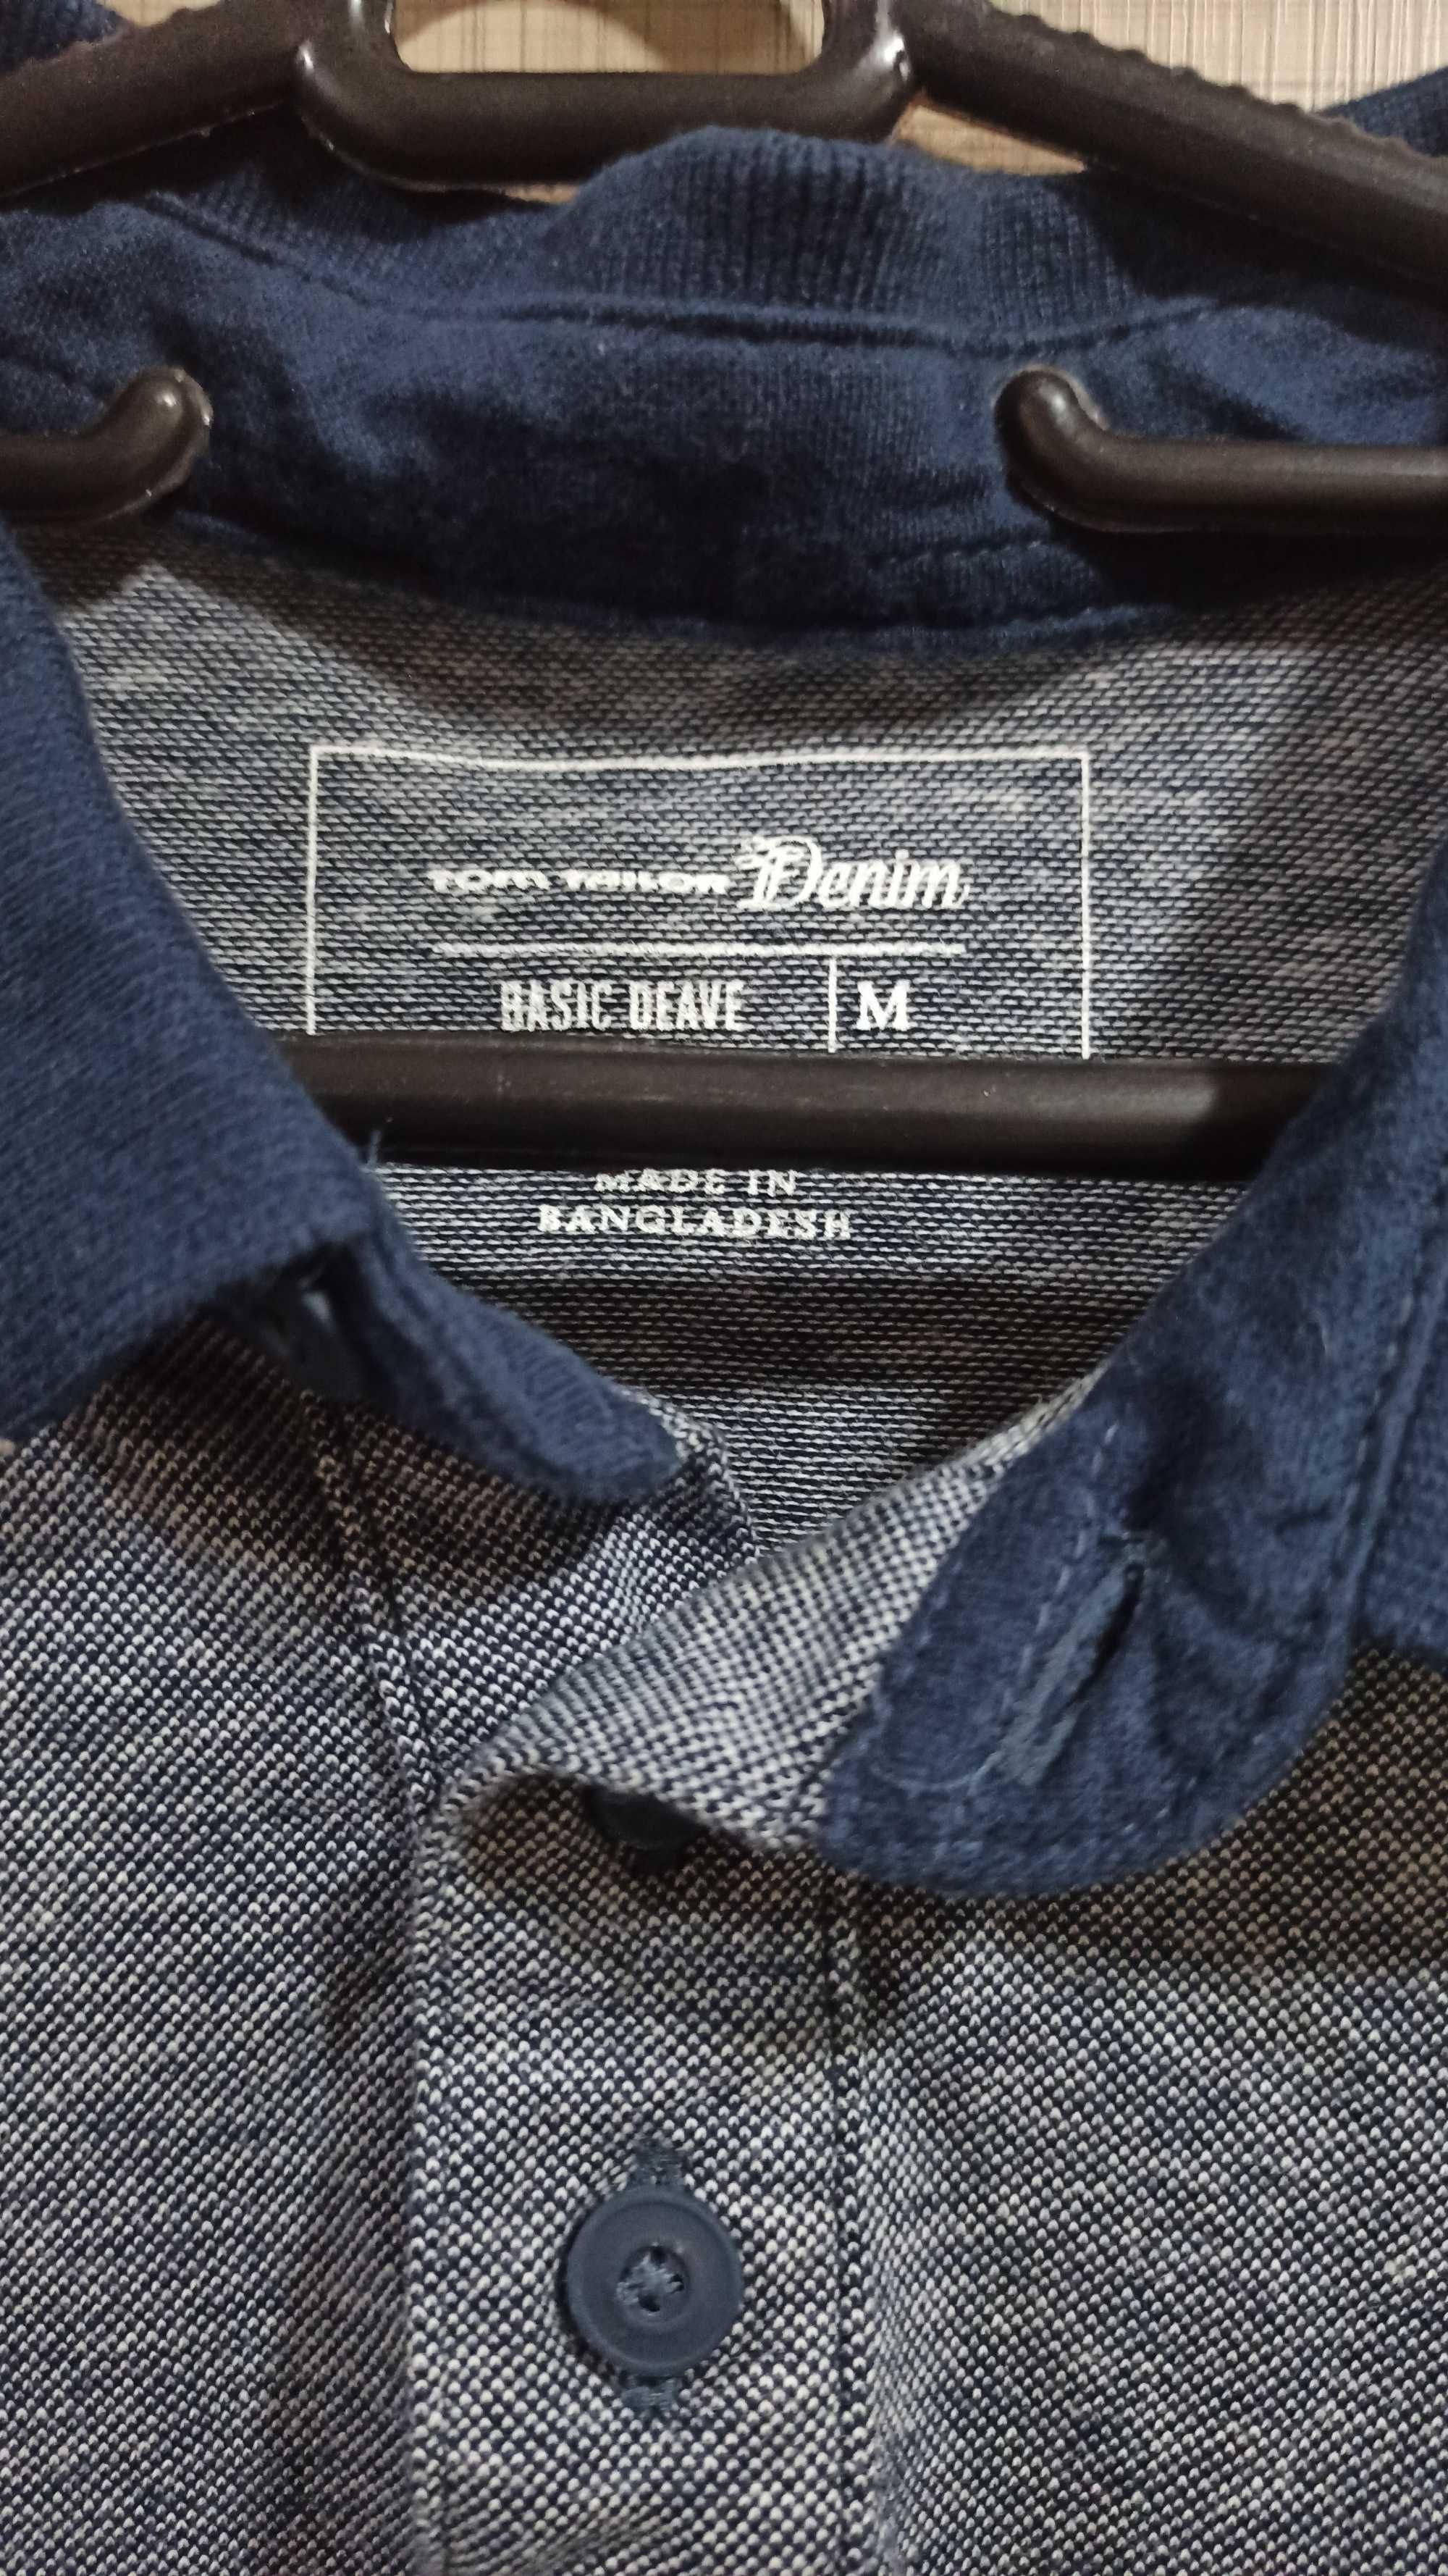 TOM TAILOR Denim
BASIC DEAVE M
MADE IN
BANGLADESH